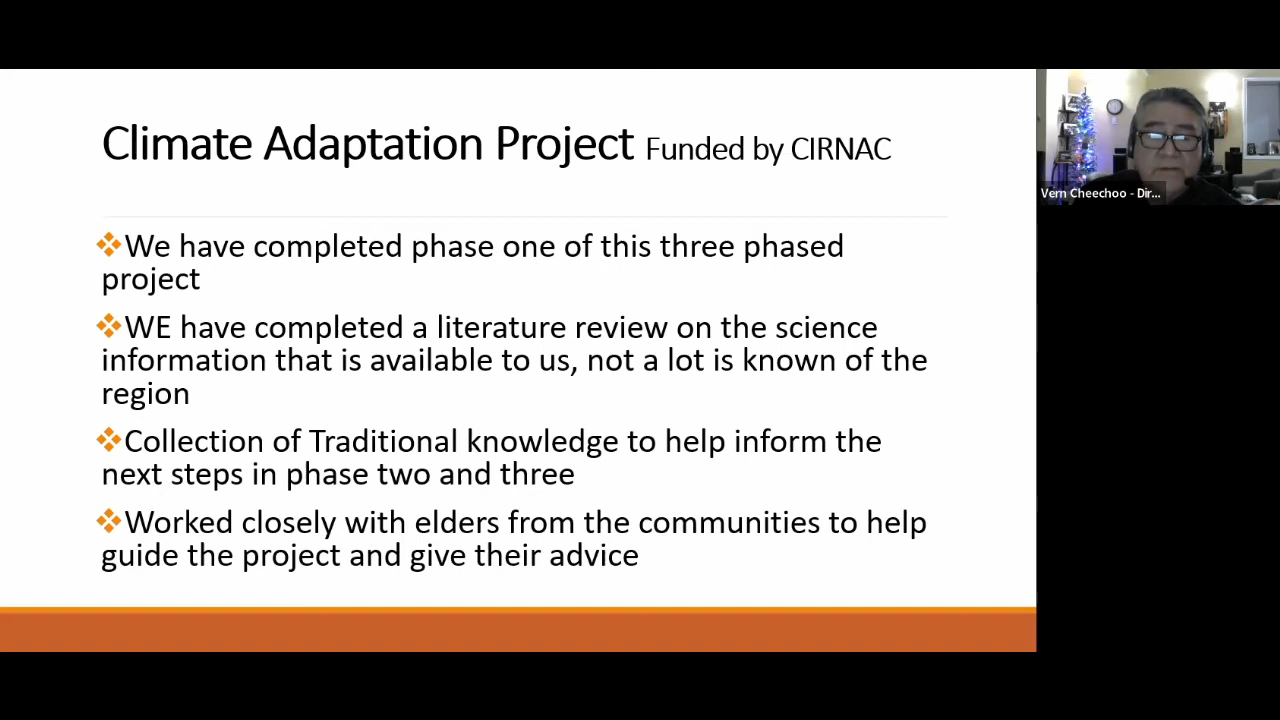 Climate Adaptation Project Funded by CIRNAC
We have completed phase one of this three phased
project
WE have completed a literature review on the science
information that is available to us, not a lot is known of the
region
Collection of Traditional knowledge to help inform the
next steps in phase two and three
Worked closely with elders from the communities to help
guide the project and give their advice
Vern Cheechoo - Dir...